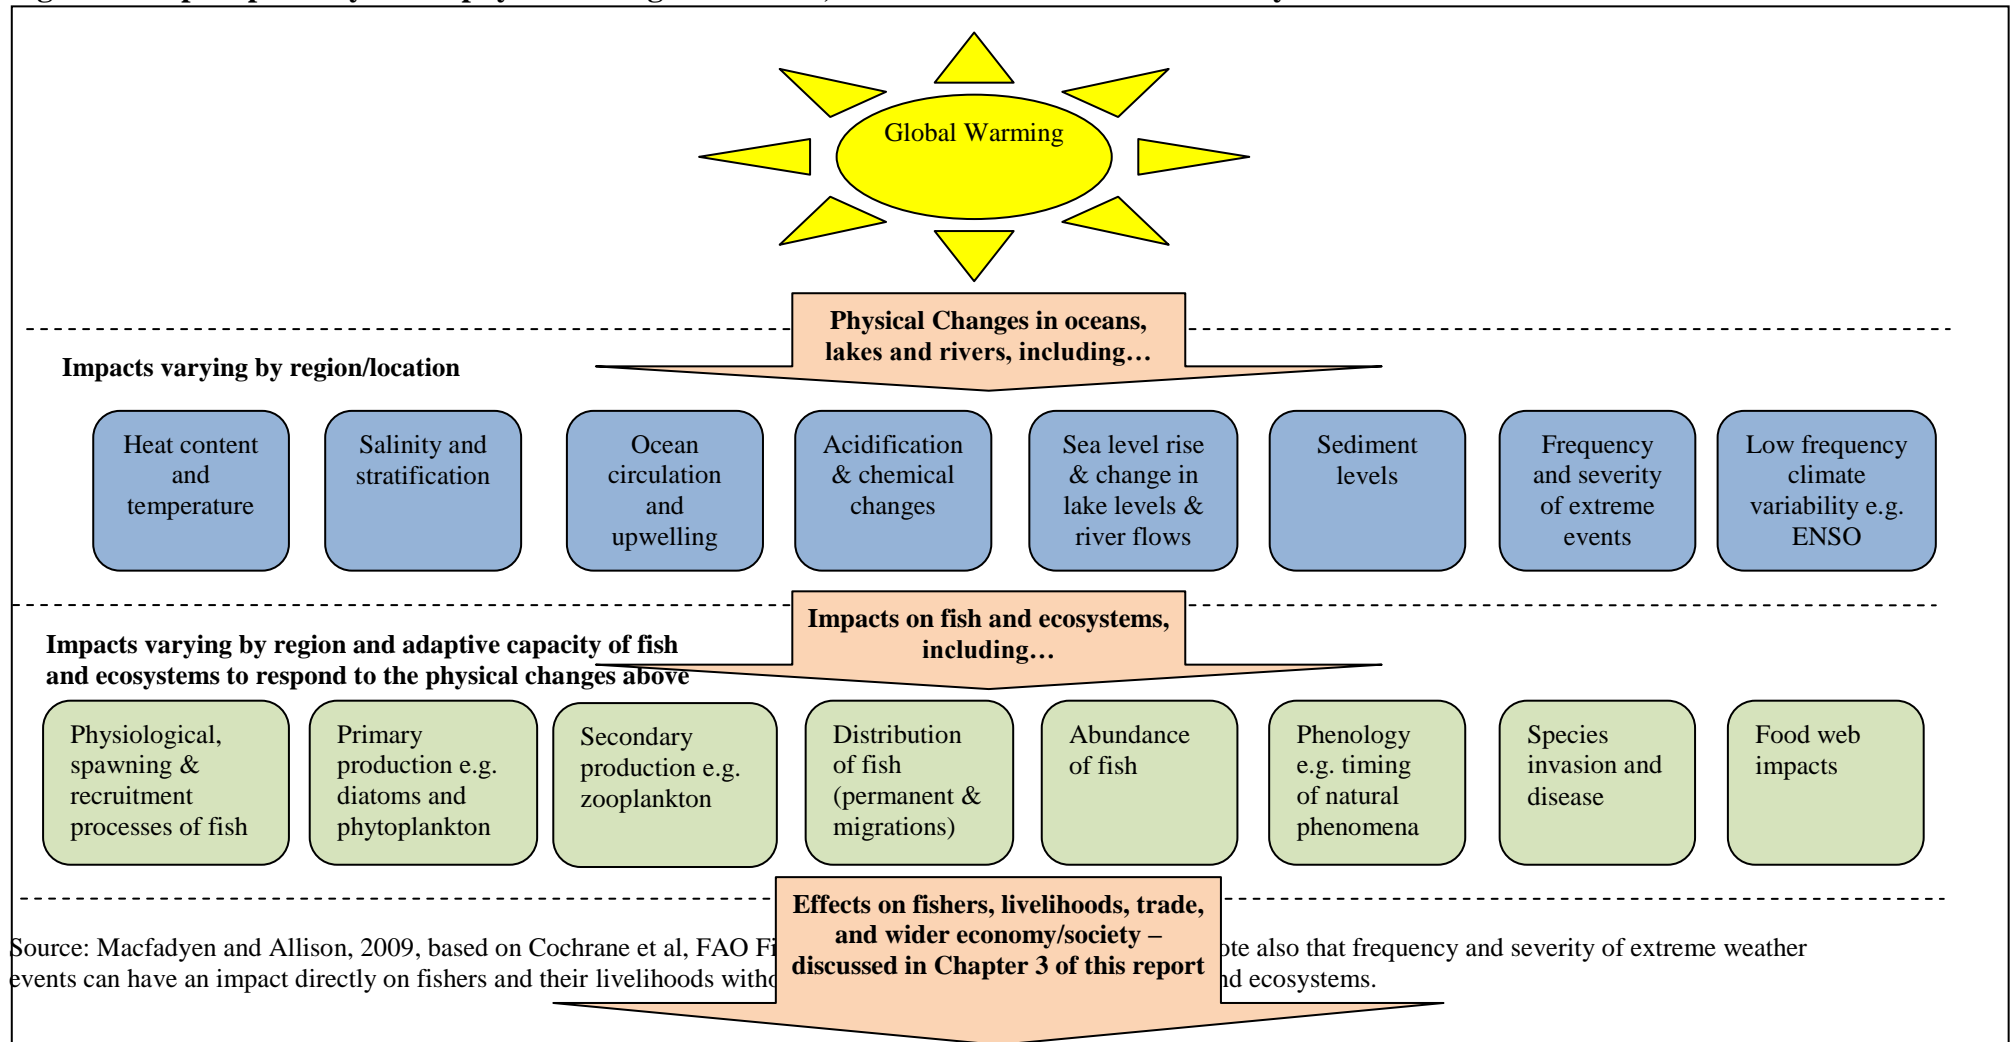 Global Warming
Physical Changes in oceans,
lakes and rivers, including…
Impacts varying by region/location
Heat content
and
temperature
Salinity and
stratification
Ocean
circulation
and
upwelling
Acidification
& chemical
changes
Sea level rise
& change in
lake levels &
river flows
Sediment
levels
Frequency
and severity
of extreme
events
Low frequency
climate
variability e.g.
ENSO
Impacts on fish and ecosystems,
including…
Impacts varying by region and adaptive capacity of fish
and ecosystems to respond to the physical changes above
Physiological,
spawning &
recruitment
processes of fish
Primary
production e.g.
diatoms and
phytoplankton
Secondary
production e.g.
zooplankton
Distribution
of fish
(permanent &
migrations)
Abundance
of fish
Phenology
e.g. timing
of natural
phenomena
Species
invasion and
disease
Food web
impacts
Effects on fishers, livelihoods, trade,
and wider economy/society –
discussed in Chapter 3 of this report
Source: Macfadyen and Allison, 2009, based on Cochrane et al, FAO also that frequency and severity of extreme weather
events can have an impact directly on fishers and their livelihoods ecosystems.